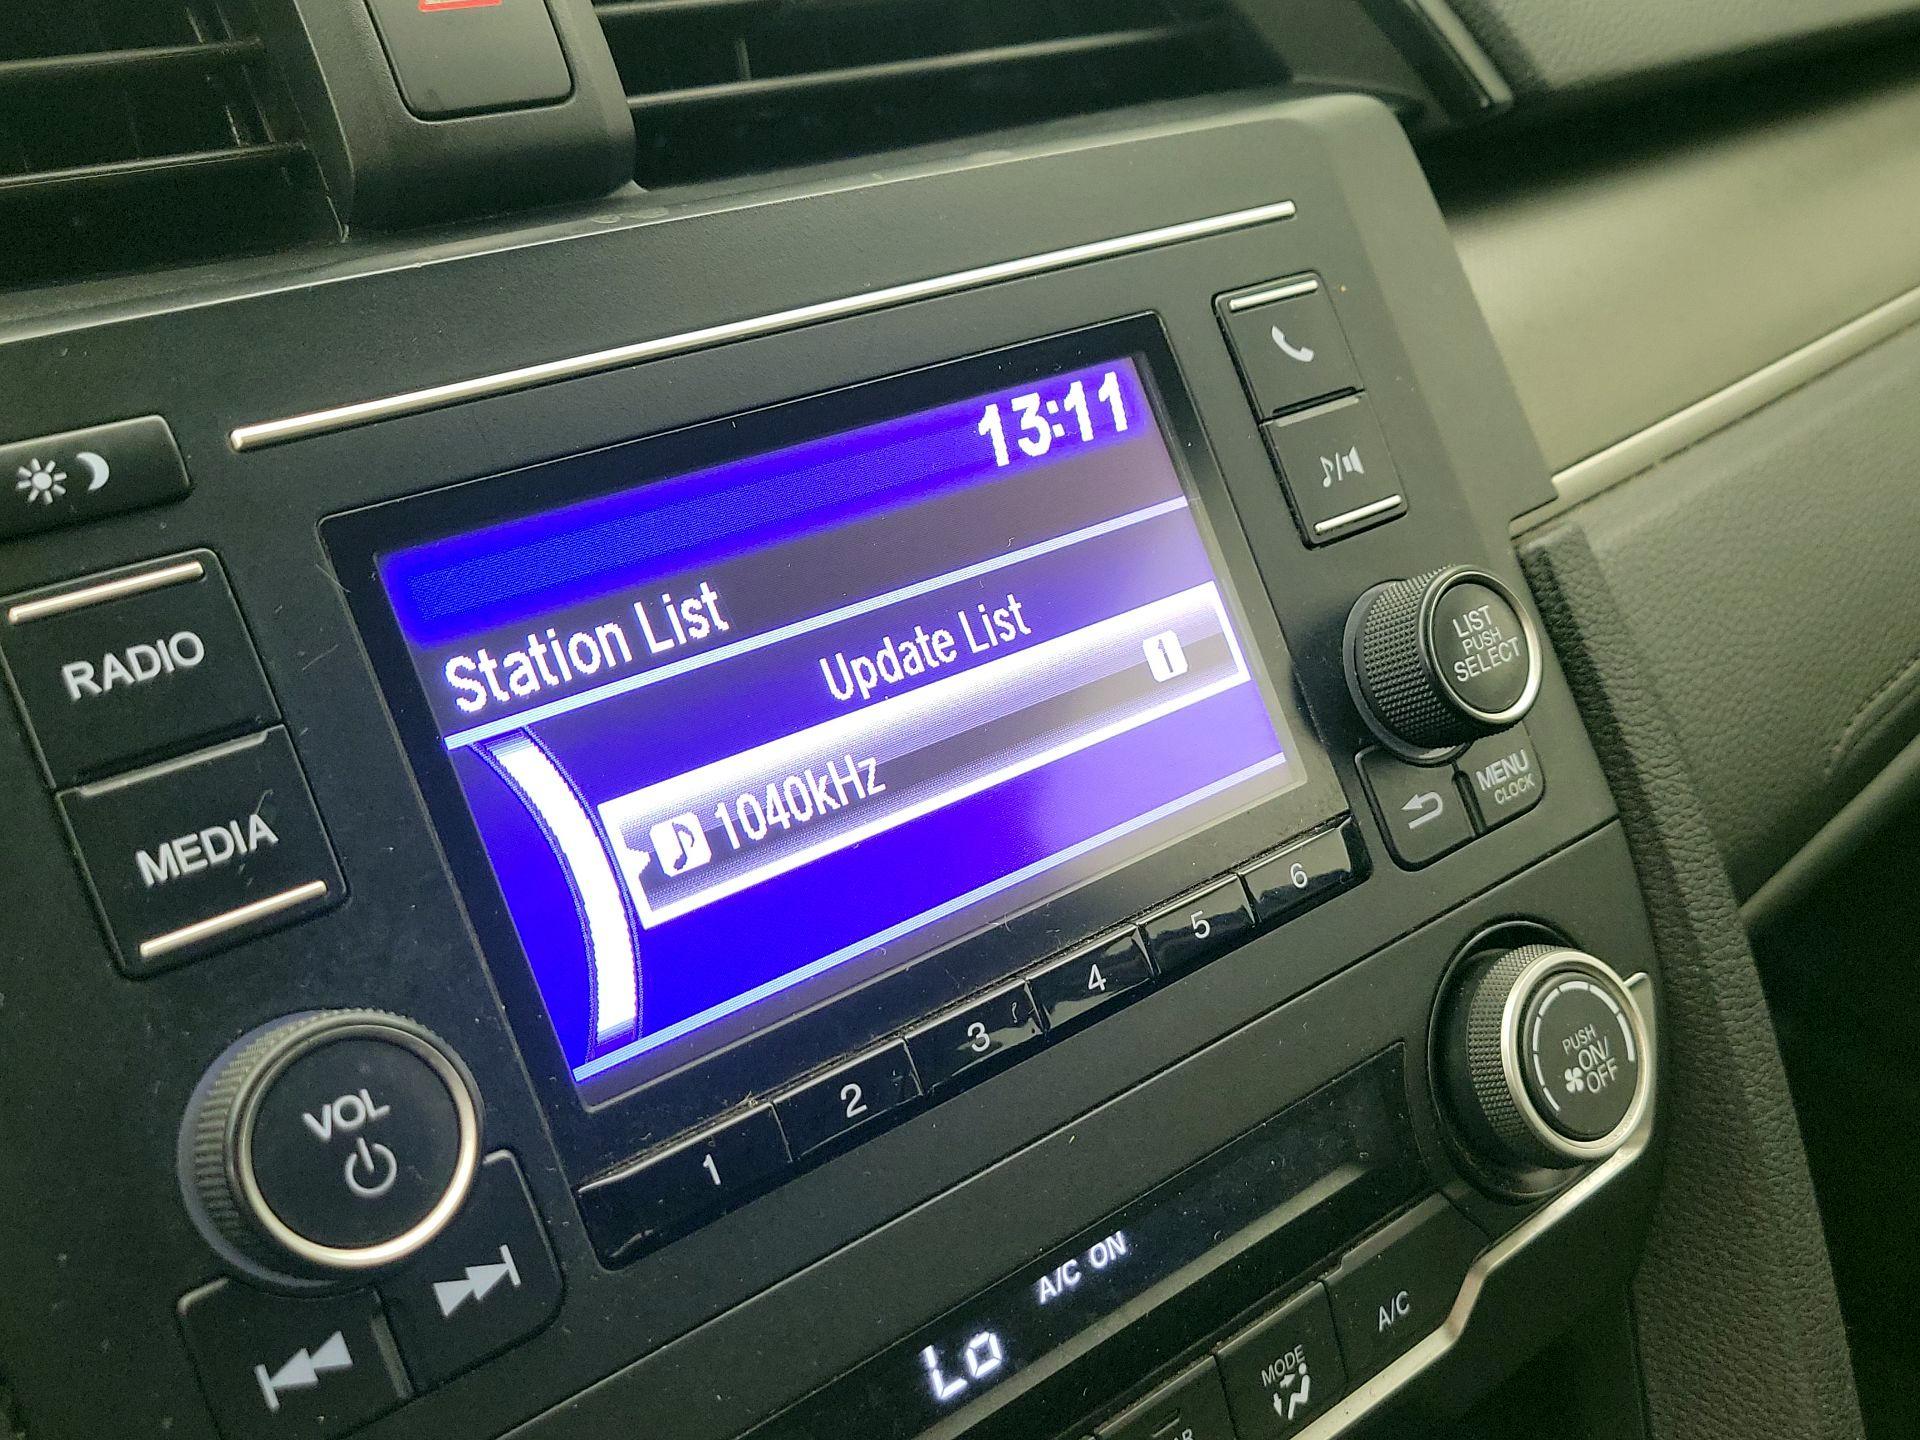 13:11
Station List
Update List
1040kHz 1
RADIO
MEDIA
VOL
LIST
PUSH
SELECT
MENU
CLOCK
1 2 3 4 5 6
PUSH
ON/
OFF
A/C ON
Lo
A/C
MODE